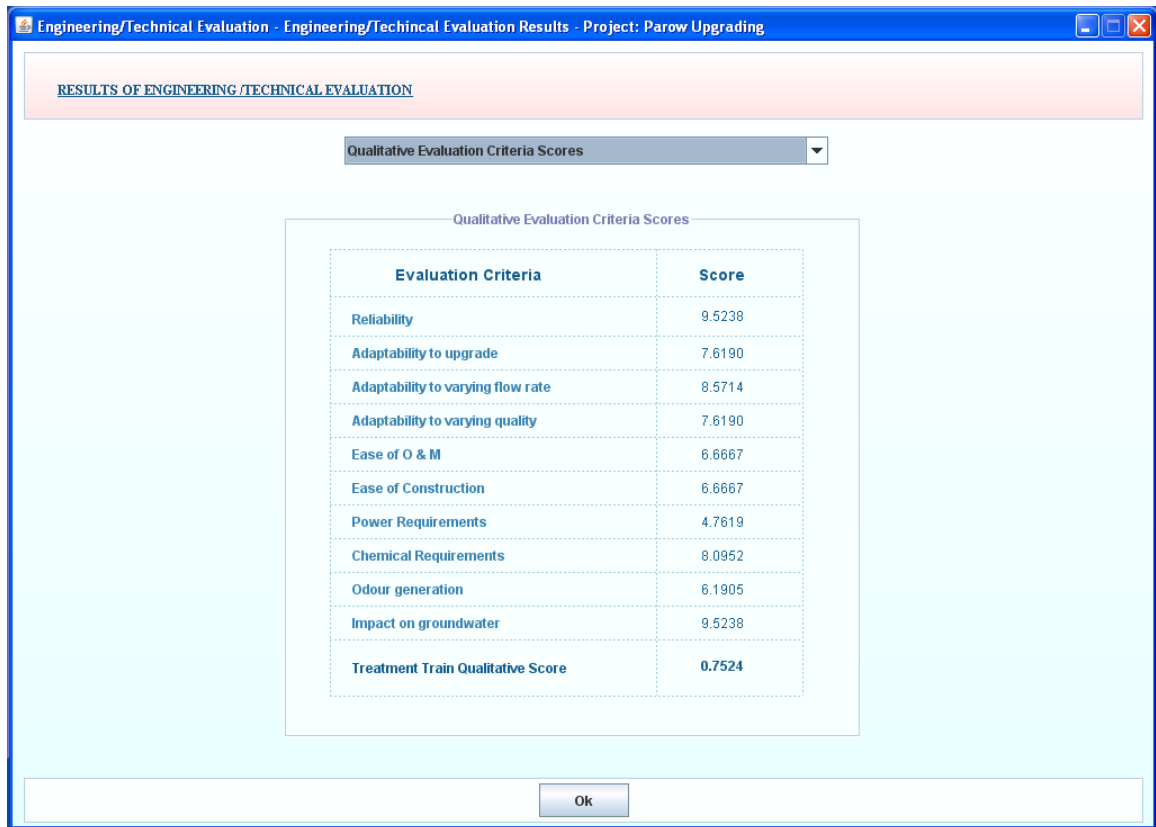 Engineering/Technical Evaluation - Engineering/Techincal Evaluation Results - Project: Parow Upgrading
RESULTS OF ENGINEERING /TECHNICAL EVALUATION
Qualitative Evaluation Criteria Scores
Qualitative Evaluation Criteria Scores
Evaluation Criteria Score
Reliability 9.5238
Adaptability to upgrade 7.6190
Adaptability to varying flow rate 8.5714
Adaptability to varying quality 7.6190
Ease of O & M 6.6667
Ease of Construction 6.6667
Power Requirements 4.7619
Chemical Requirements 8.0952
Odour generation 6.1905
Impact on groundwater 9.5238
Treatment Train Qualitative Score 0.7524
Ok